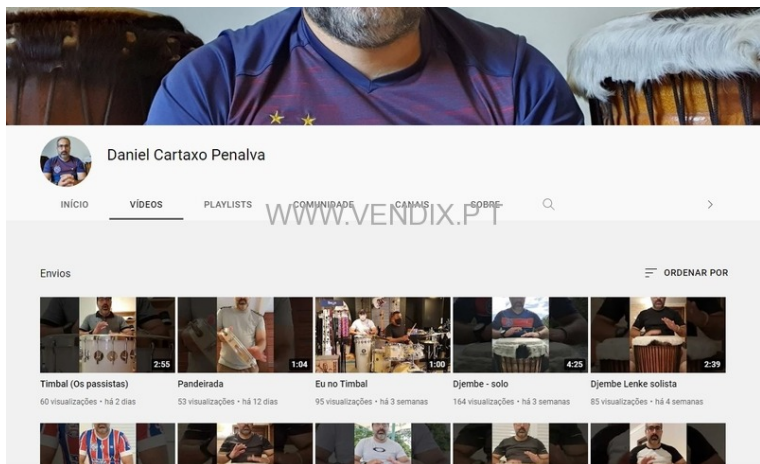 Daniel Cartaxo Penalva
INÍCIO VÍDEOS PLAYLISTS COMUNIDADE CANAIS SOBRE
WWW.VENDIX.PT
Envios ORDENAR POR
2:55 1:04 1:00 4:25 2:39
Timbal (Os passistas) Pandeirada Eu no Timbal Djembe - solo Djembe Lenke solista
60 visualizações • há 2 dias 53 visualizações • há 12 dias 95 visualizações • há 3 semanas 164 visualizações • há 3 semanas 85 visualizações • há 4 semanas